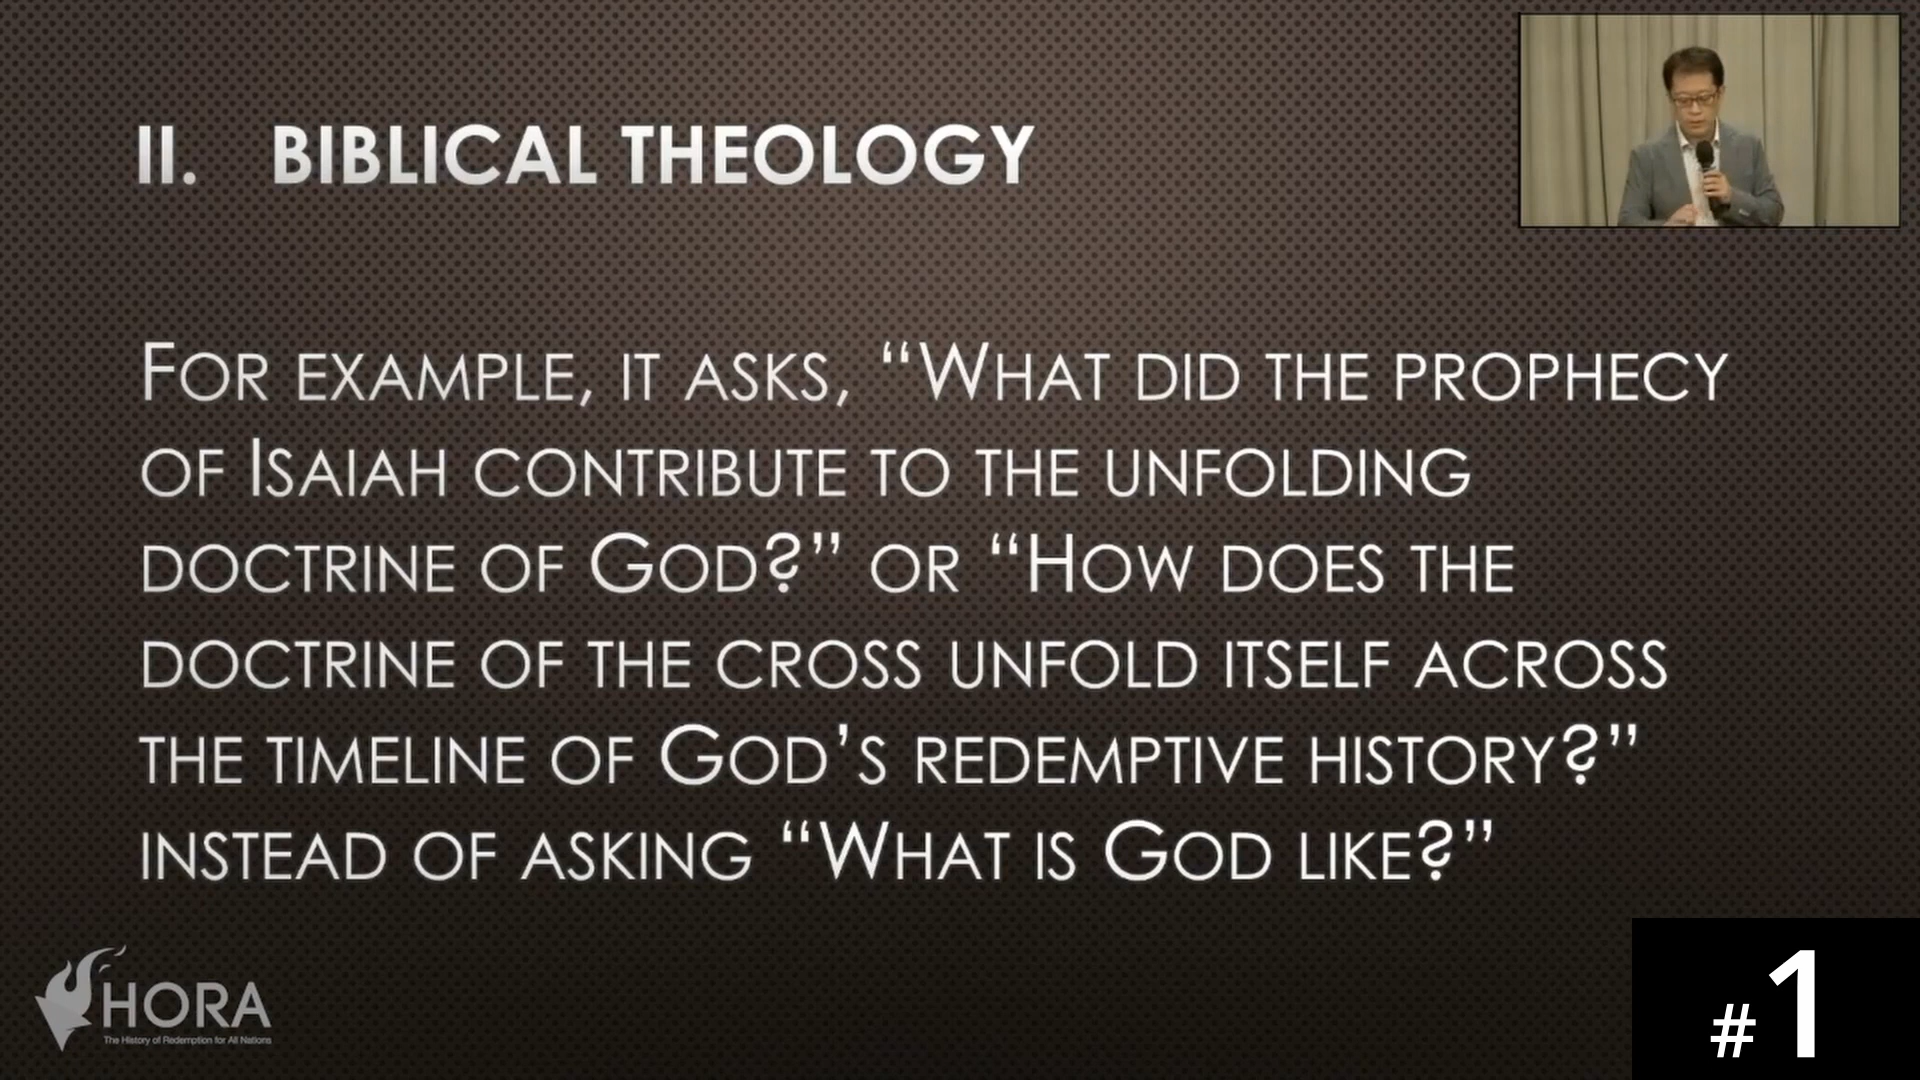 II. BIBLICAL THEOLOGY
FOR EXAMPLE, IT ASKS, “WHAT DID THE PROPHECY
OF ISAIAH CONTRIBUTE TO THE UNFOLDING
DOCTRINE OF GOD?” OR “HOW DOES THE
DOCTRINE OF THE CROSS UNFOLD ITSELF ACROSS
THE TIMELINE OF GOD’S REDEMPTIVE HISTORY?”
INSTEAD OF ASKING “WHAT IS GOD LIKE?”
HORA
The History of Redemption for All Nations
#1